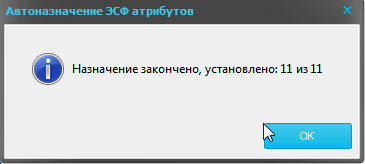 Автоназначение ЭСФ атрибутов
Назначение закончено, установлено: 11 из 11
OK